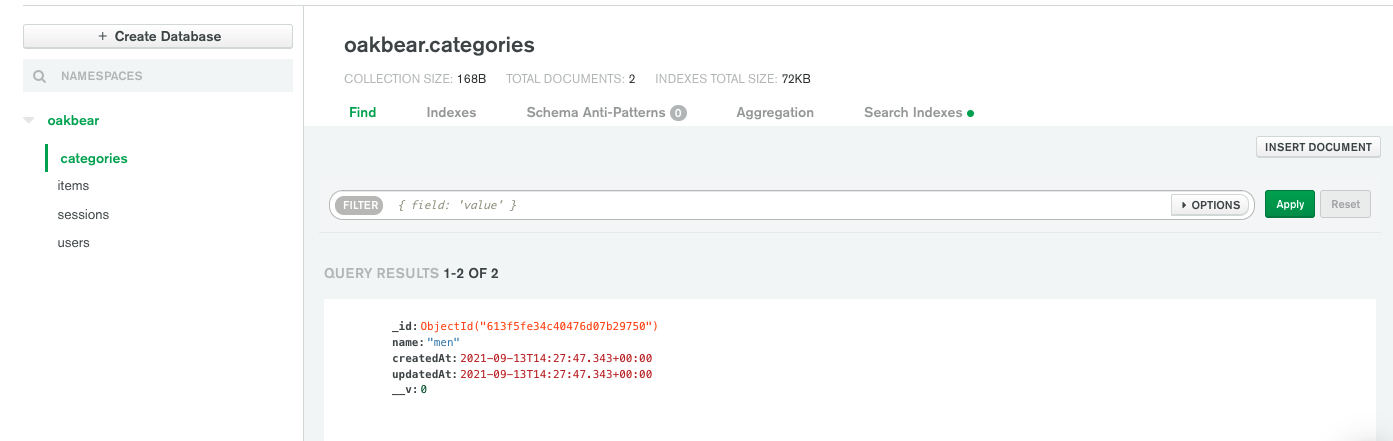 + Create Database
NAMESPACES
oakbear
categories
items
sessions
users
oakbear.categories
COLLECTION SIZE: 168B TOTAL DOCUMENTS: 2 INDEXES TOTAL SIZE: 72KB
Find Indexes Schema Anti-Patterns 0 Aggregation Search Indexes
INSERT DOCUMENT
FILTER { field: 'value' } OPTIONS Apply Reset
QUERY RESULTS 1-2 OF 2
_id: ObjectId("613f5fe34c40476d07b29750")
name: "men"
createdAt: 2021-09-13T14:27:47.343+00:00
updatedAt: 2021-09-13T14:27:47.343+00:00
__v: 0